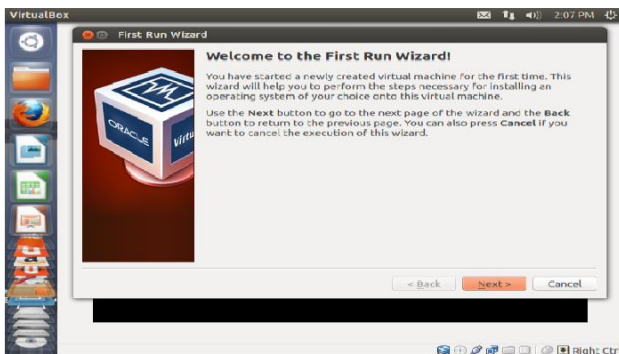 VirtualBox
2:07 PM
First Run Wizard
Welcome to the First Run Wizard!
You have started a newly created virtual machine for the first time. This
wizard will help you to perform the steps necessary for installing an
operating system of your choice onto this virtual machine.
Use the Next button to go to the next page of the wizard and the Back
button to return to the previous page. You can also press Cancel if you
want to cancel the execution of this wizard.
ORACLE
Virtu
< Back
Next >
Cancel
Right Ctr